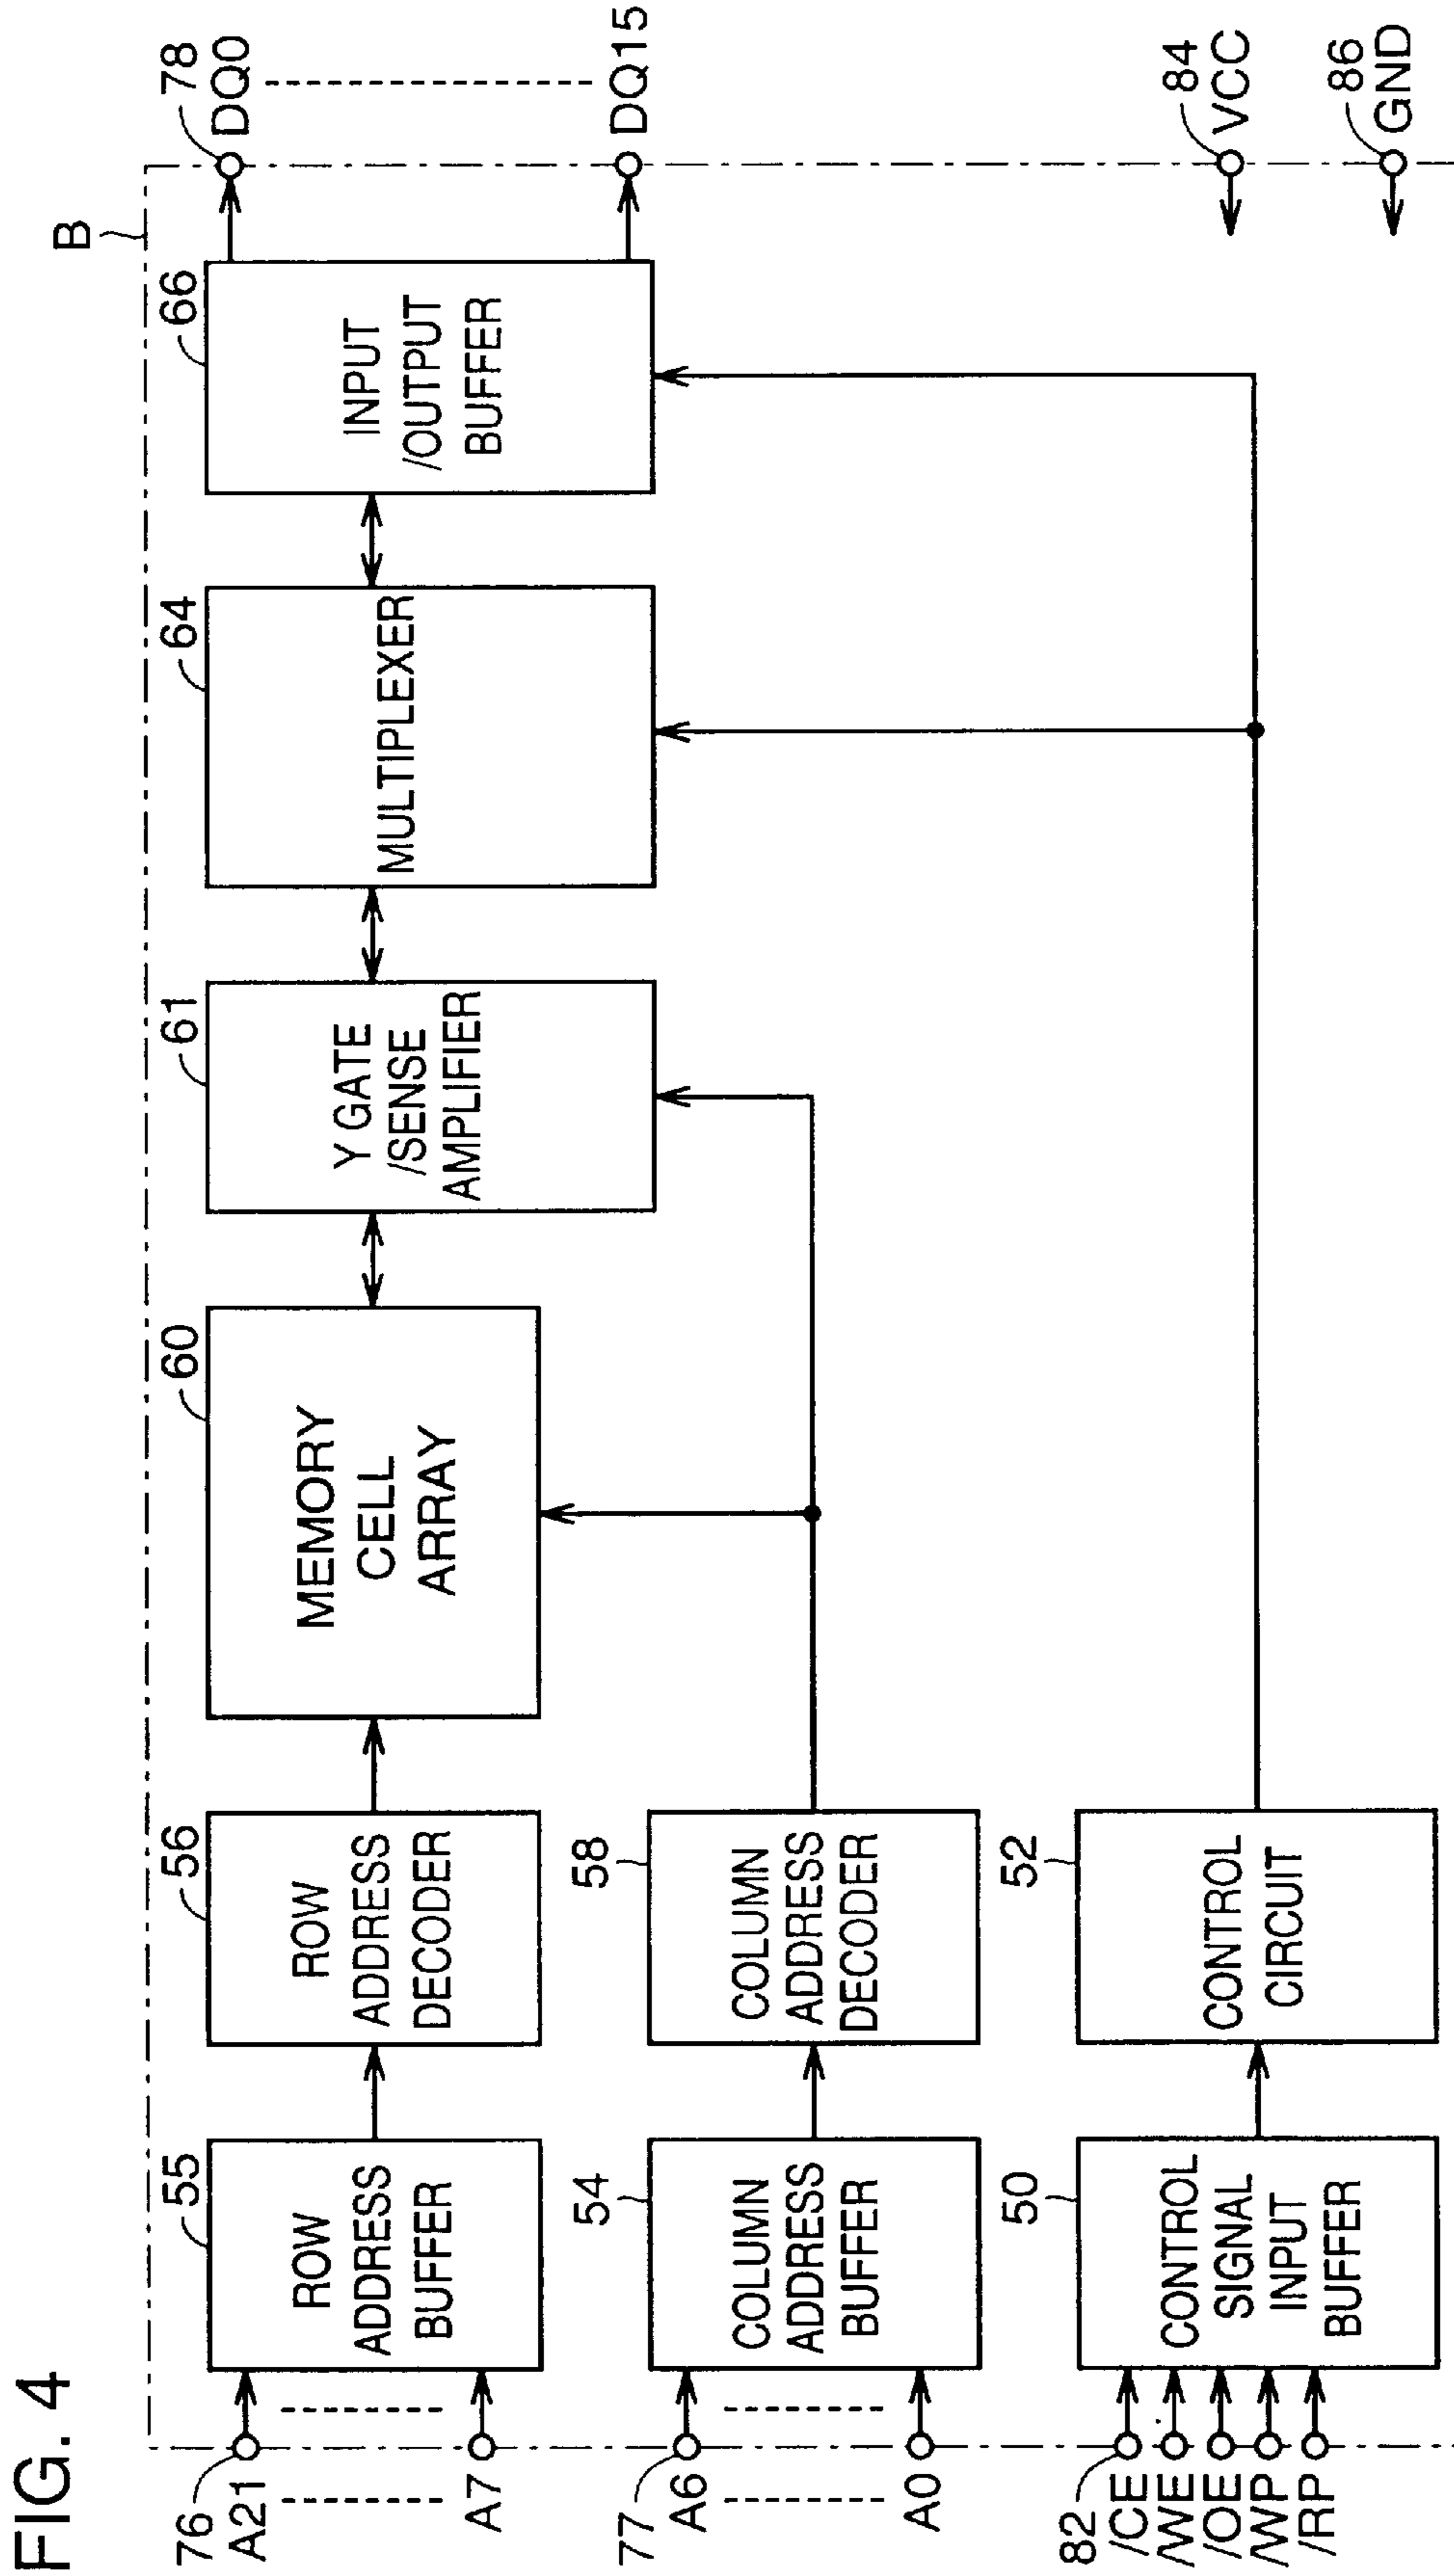 FIG. 4
B
76
A21
A7
55
ROW
ADDRESS
BUFFER
56
ROW
ADDRESS
DECODER
60
MEMORY
CELL
ARRAY
61
Y GATE
/SENSE
AMPLIFIER
64
MULTIPLEXER
66
INPUT
/OUTPUT
BUFFER
78
DQ0
DQ15
77
A6
A0
54
COLUMN
ADDRESS
BUFFER
58
COLUMN
ADDRESS
DECODER
82
/CE
/WE
/OE
/WP
/RP
50
CONTROL
SIGNAL
INPUT
BUFFER
52
CONTROL
CIRCUIT
84
VCC
86
GND